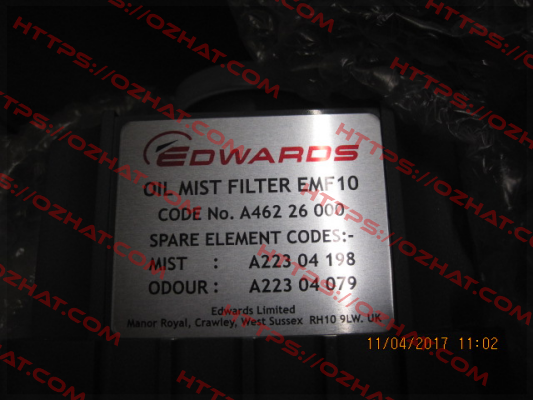 EDWARDS
OIL MIST FILTER EMF10
CODE No. A462 26 000
SPARE ELEMENT CODES:-
MIST : A223 04 198
ODOUR : A223 04 079
Edwards Limited
Manor Royal, Crawley, West Sussex RH10 9LW. UK
11/04/2017 11:02
HTTPS://OZHAT.COM